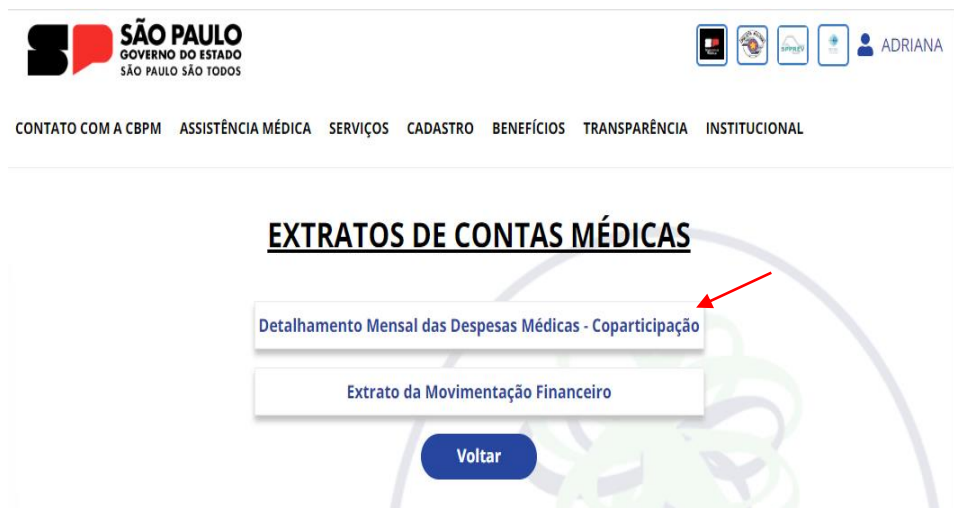 SÃO PAULO
GOVERNO DO ESTADO
SÃO PAULO SÃO TODOS
SPPREV
ADRIANA
CONTATO COM A CBPM ASSISTÊNCIA MÉDICA SERVIÇOS CADASTRO BENEFÍCIOS TRANSPARÊNCIA INSTITUCIONAL
EXTRATOS DE CONTAS MÉDICAS
Detalhamento Mensal das Despesas Médicas - Coparticipação
Extrato da Movimentação Financeiro
Voltar